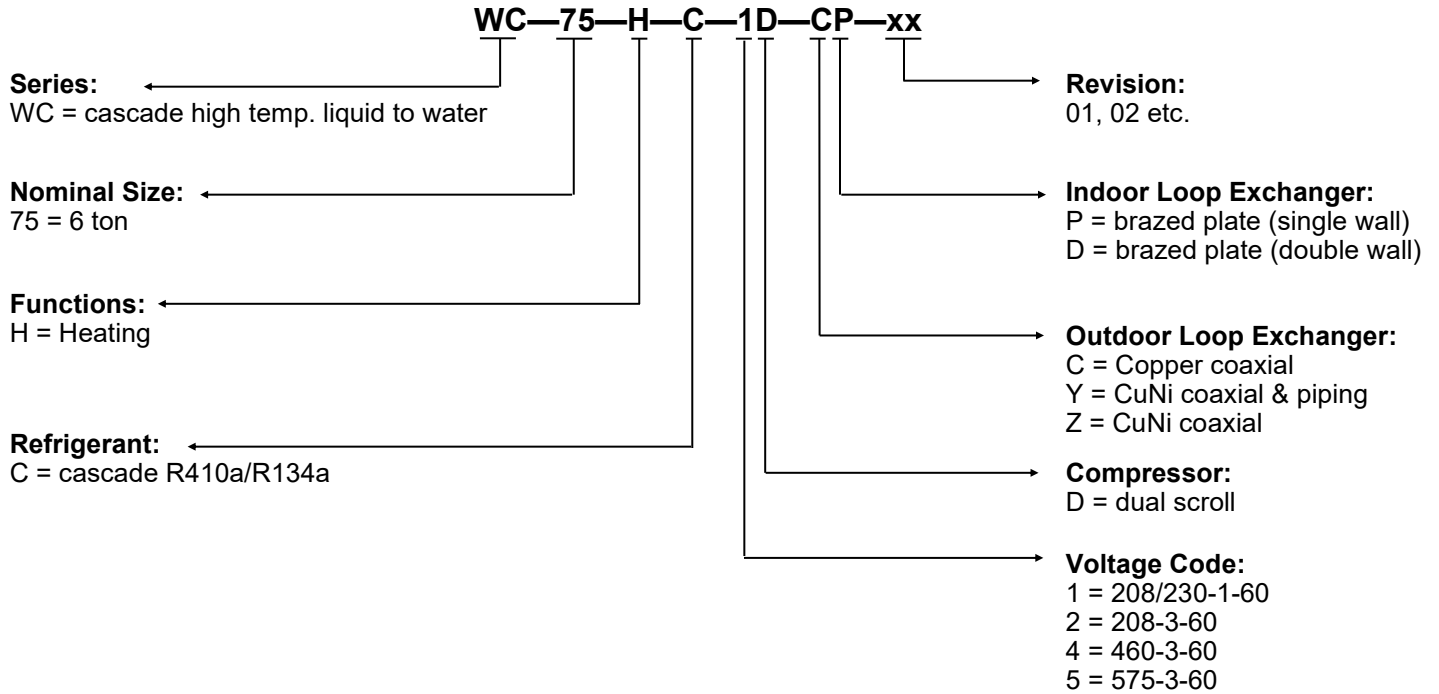 WC—75—H—C—1D—CP—xx
Series:
WC = cascade high temp. liquid to water
Nominal Size:
75 = 6 ton
Functions:
H = Heating
Refrigerant:
C = cascade R410a/R134a
Revision:
01, 02 etc.
Indoor Loop Exchanger:
P = brazed plate (single wall)
D = brazed plate (double wall)
Outdoor Loop Exchanger:
C = Copper coaxial
Y = CuNi coaxial & piping
Z = CuNi coaxial
Compressor:
D = dual scroll
Voltage Code:
1 = 208/230-1-60
2 = 208-3-60
4 = 460-3-60
5 = 575-3-60